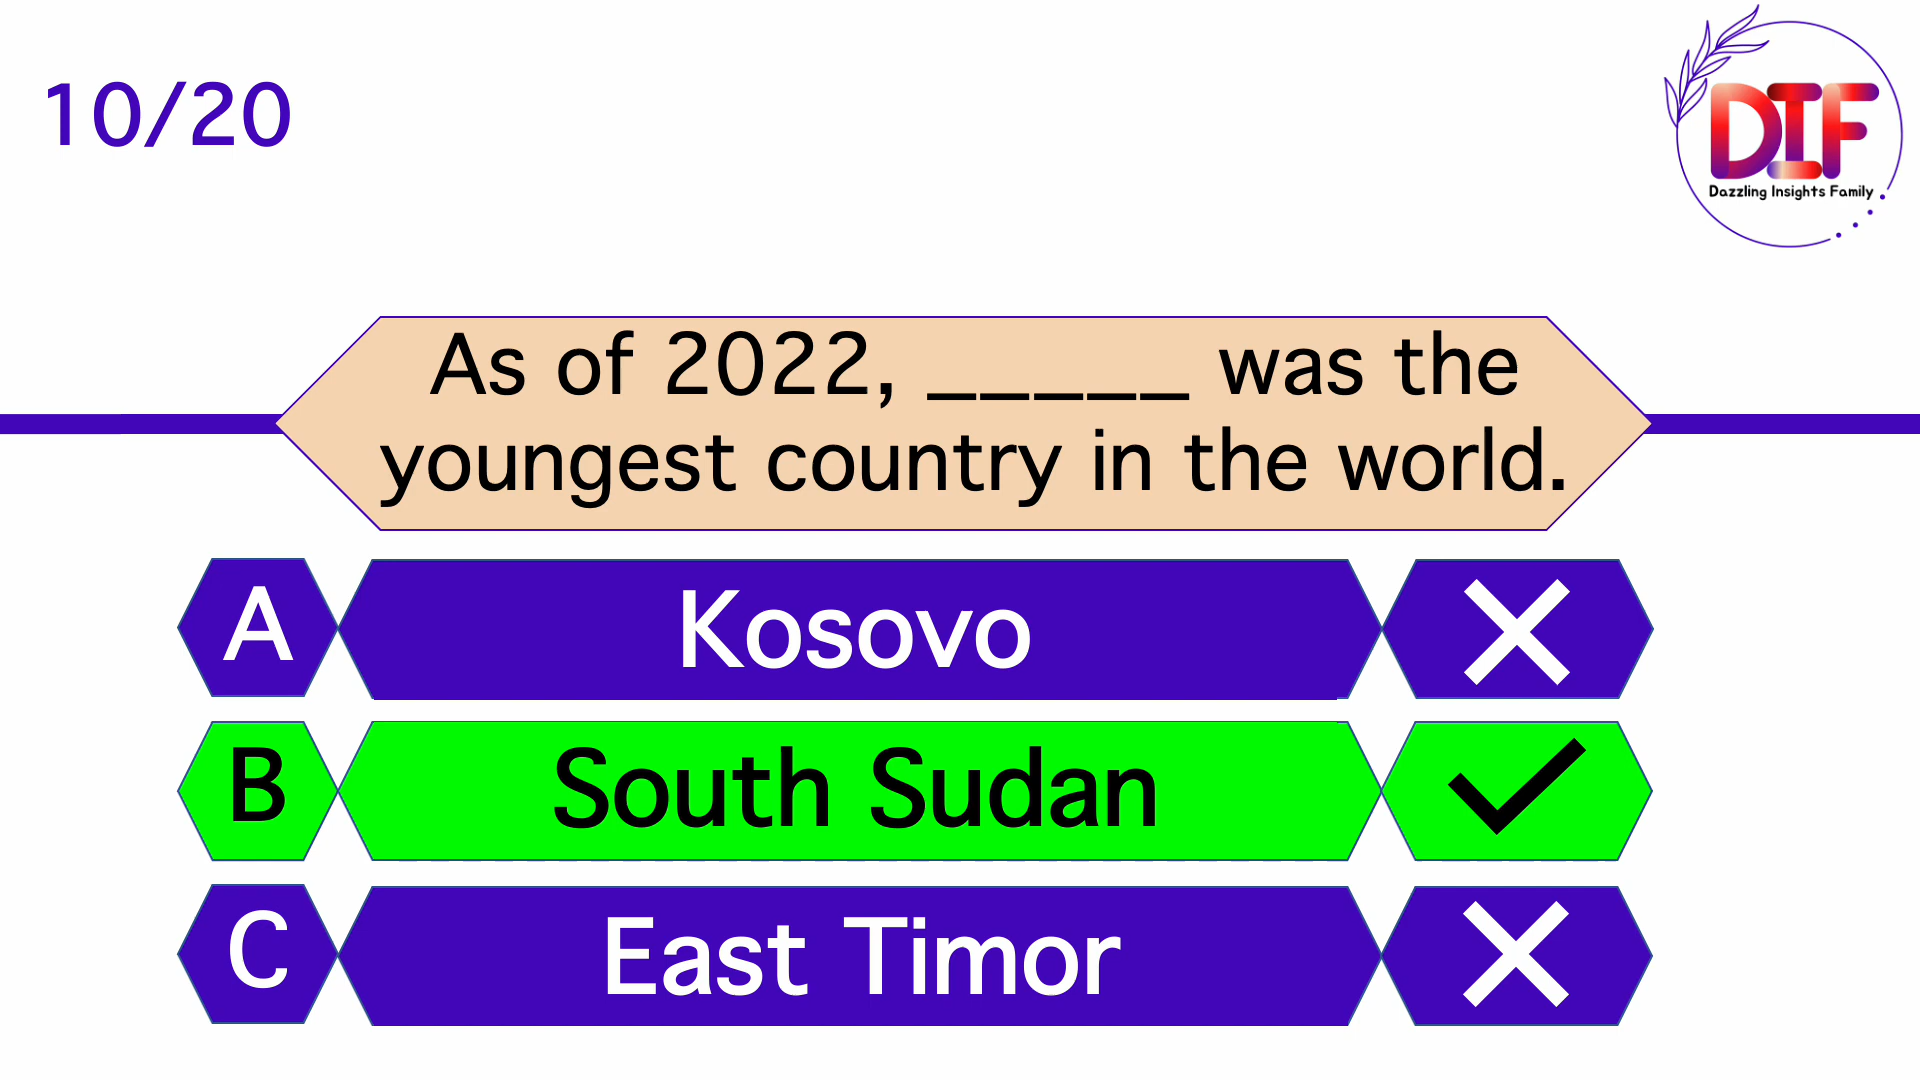 10/20
DIF
Dazzling Insights Family
As of 2022, _____ was the
youngest country in the world.
A
Kosovo
B
South Sudan
C
East Timor